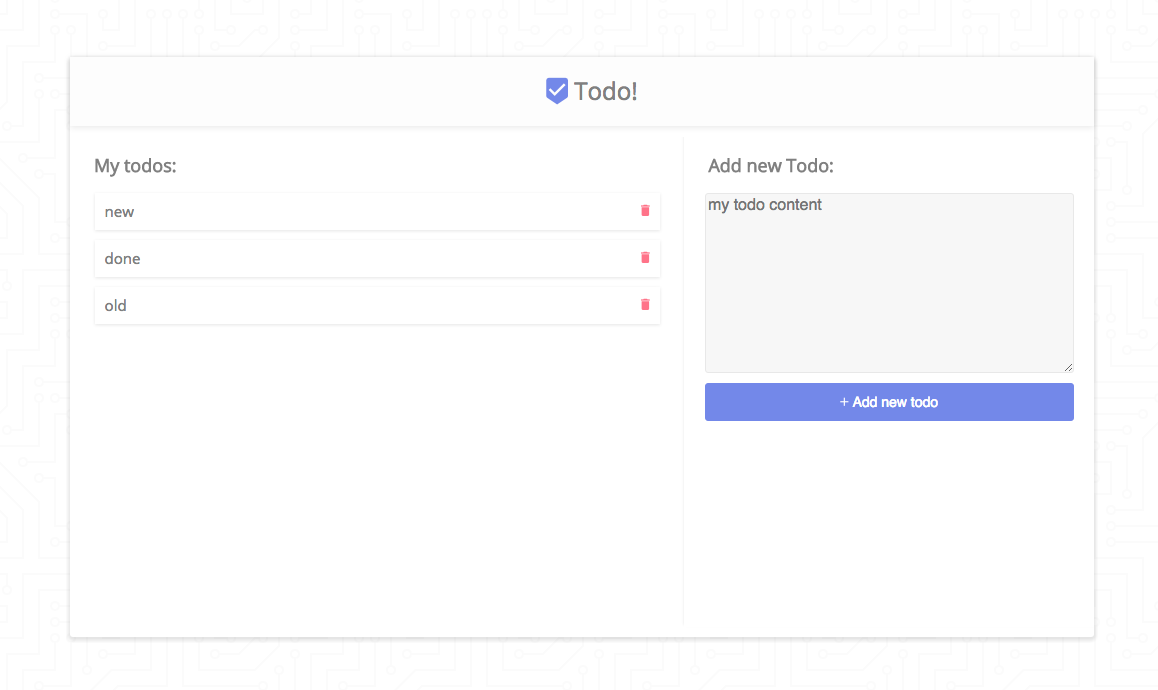 Todo!
My todos:
new
done
old
Add new Todo:
my todo content
+ Add new todo